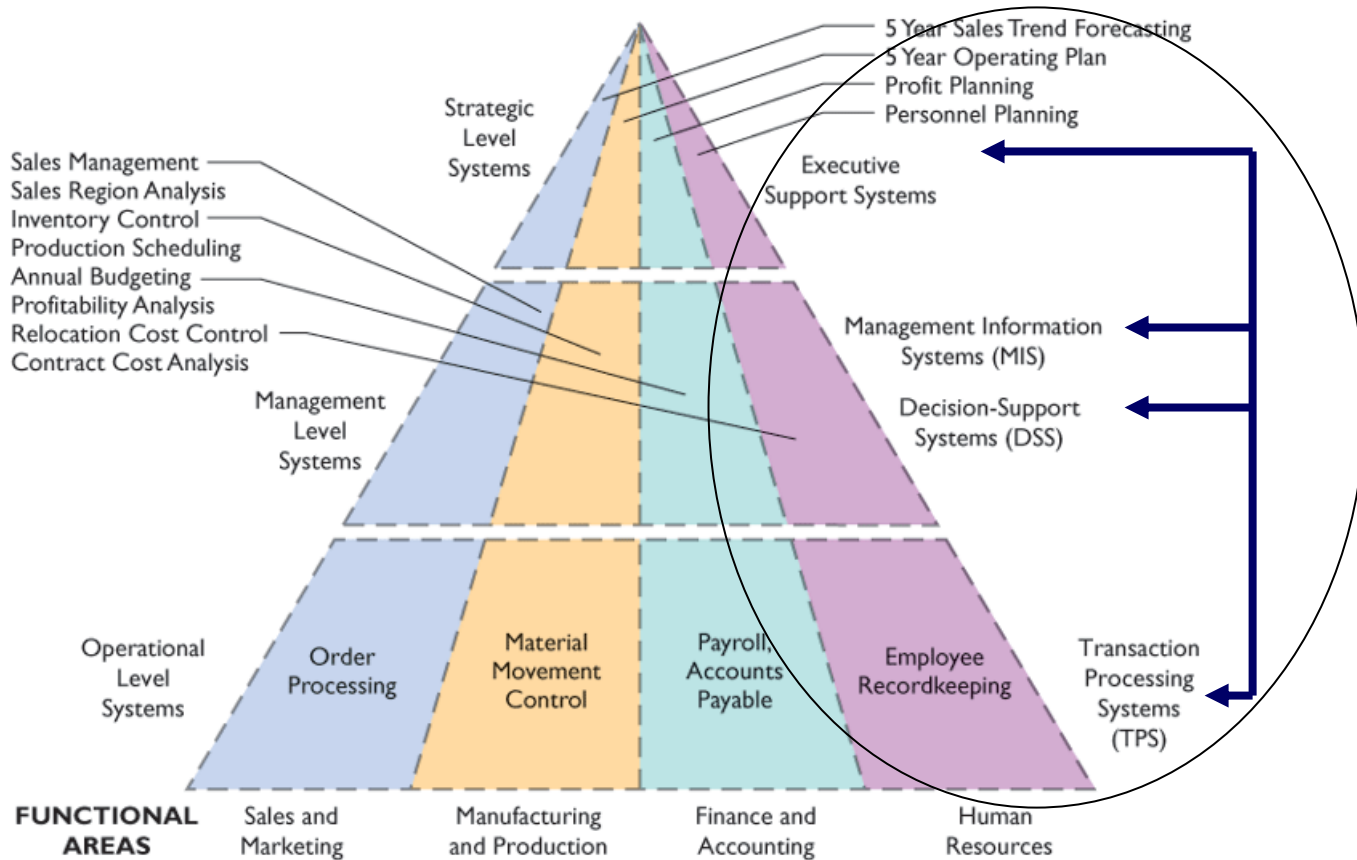 5 Year Sales Trend Forecasting
5 Year Operating Plan
Profit Planning
Personnel Planning
Strategic
Level
Systems
Executive
Support Systems
Sales Management
Sales Region Analysis
Inventory Control
Production Scheduling
Annual Budgeting
Profitability Analysis
Relocation Cost Control
Contract Cost Analysis
Management
Level
Systems
Management Information
Systems (MIS)
Decision-Support
Systems (DSS)
Operational
Level
Systems
Order
Processing
Material
Movement
Control
Payroll,
Accounts
Payable
Employee
Recordkeeping
Transaction
Processing
Systems
(TPS)
FUNCTIONAL
AREAS
Sales and
Marketing
Manufacturing
and Production
Finance and
Accounting
Human
Resources